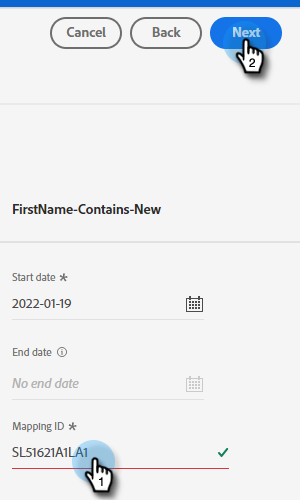 Cancel Back Next
2
FirstName-Contains-New
Start date *
2022-01-19
End date
No end date
Mapping ID *
SL51621A1LA1
1